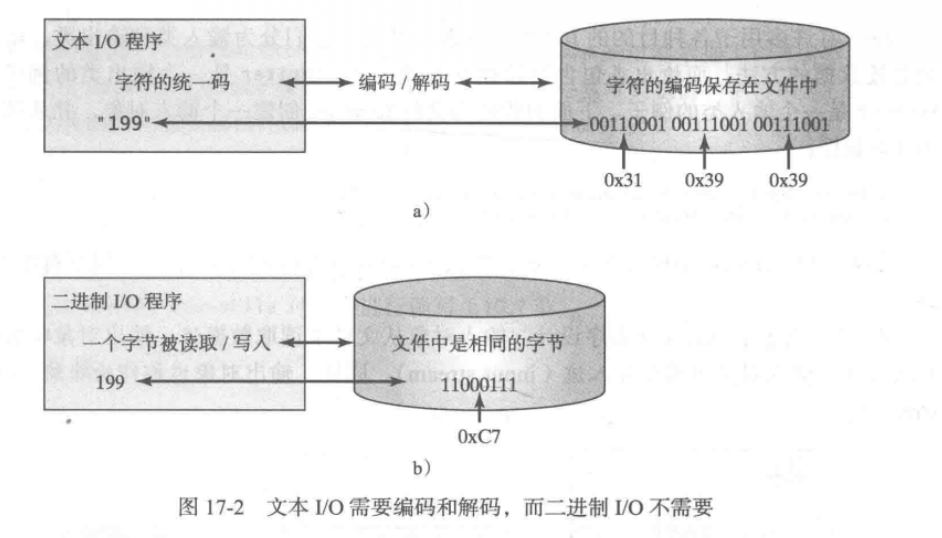 文本 I/O 程序
字符的统一码
编码 / 解码
字符的编码保存在文件中
"199"
00110001 00111001 00111001
0x31
0x39
0x39
a)
二进制 I/O 程序
一个字节被读取 / 写入
文件中是相同的字节
199
11000111
0xC7
b)
图 17-2 文本 I/O 需要编码和解码，而二进制 I/O 不需要